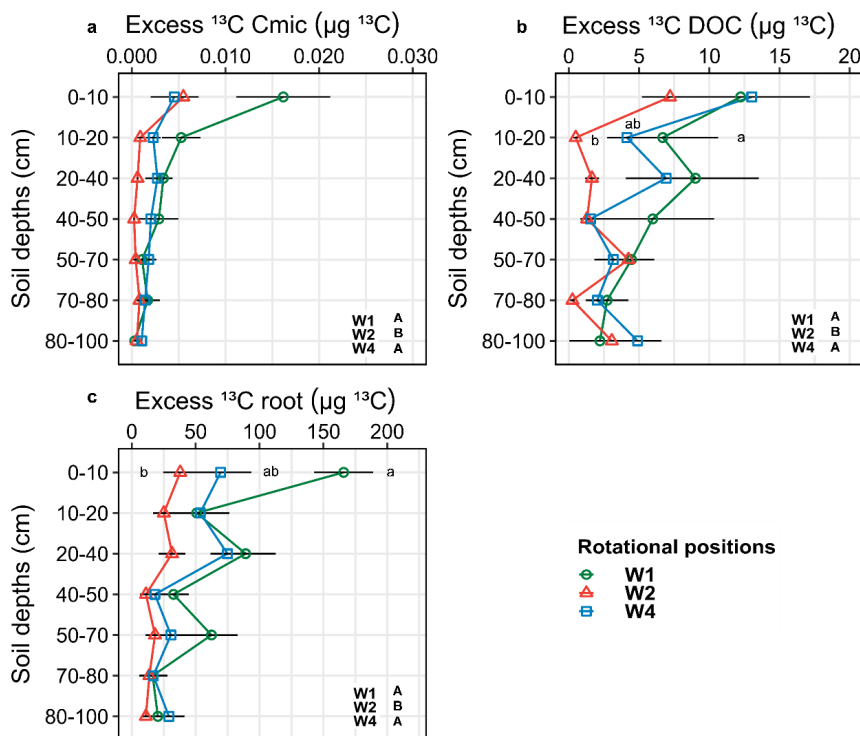 a Excess ¹³C Cmic (µg ¹³C)
0.000 0.010 0.020 0.030
Soil depths (cm)
0-10
10-20
20-40
40-50
50-70
70-80
80-100
W1 A
W2 B
W4 A
b Excess ¹³C DOC (µg ¹³C)
0 5 10 15 20
Soil depths (cm)
0-10
ab
10-20 b a
20-40
40-50
50-70
70-80
80-100
W1 A
W2 B
W4 A
c Excess ¹³C root (µg ¹³C)
0 50 100 150 200
Soil depths (cm)
0-10 b ab a
10-20
20-40
40-50
50-70
70-80
80-100
W1 A
W2 B
W4 A
Rotational positions
W1
W2
W4